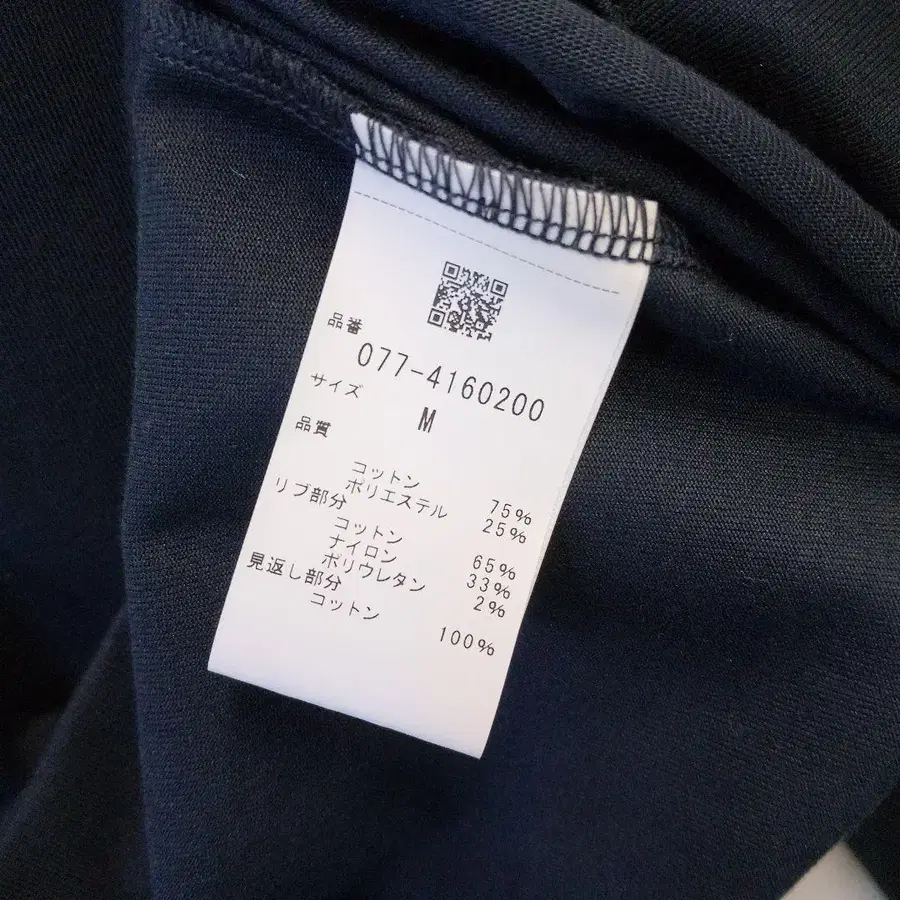 品番
077-4160200
サイズ
M
品質
コットン 75%
ポリエステル 25%
リブ部分
コットン 65%
ナイロン 33%
ポリウレタン 2%
見返し部分
コットン 100%